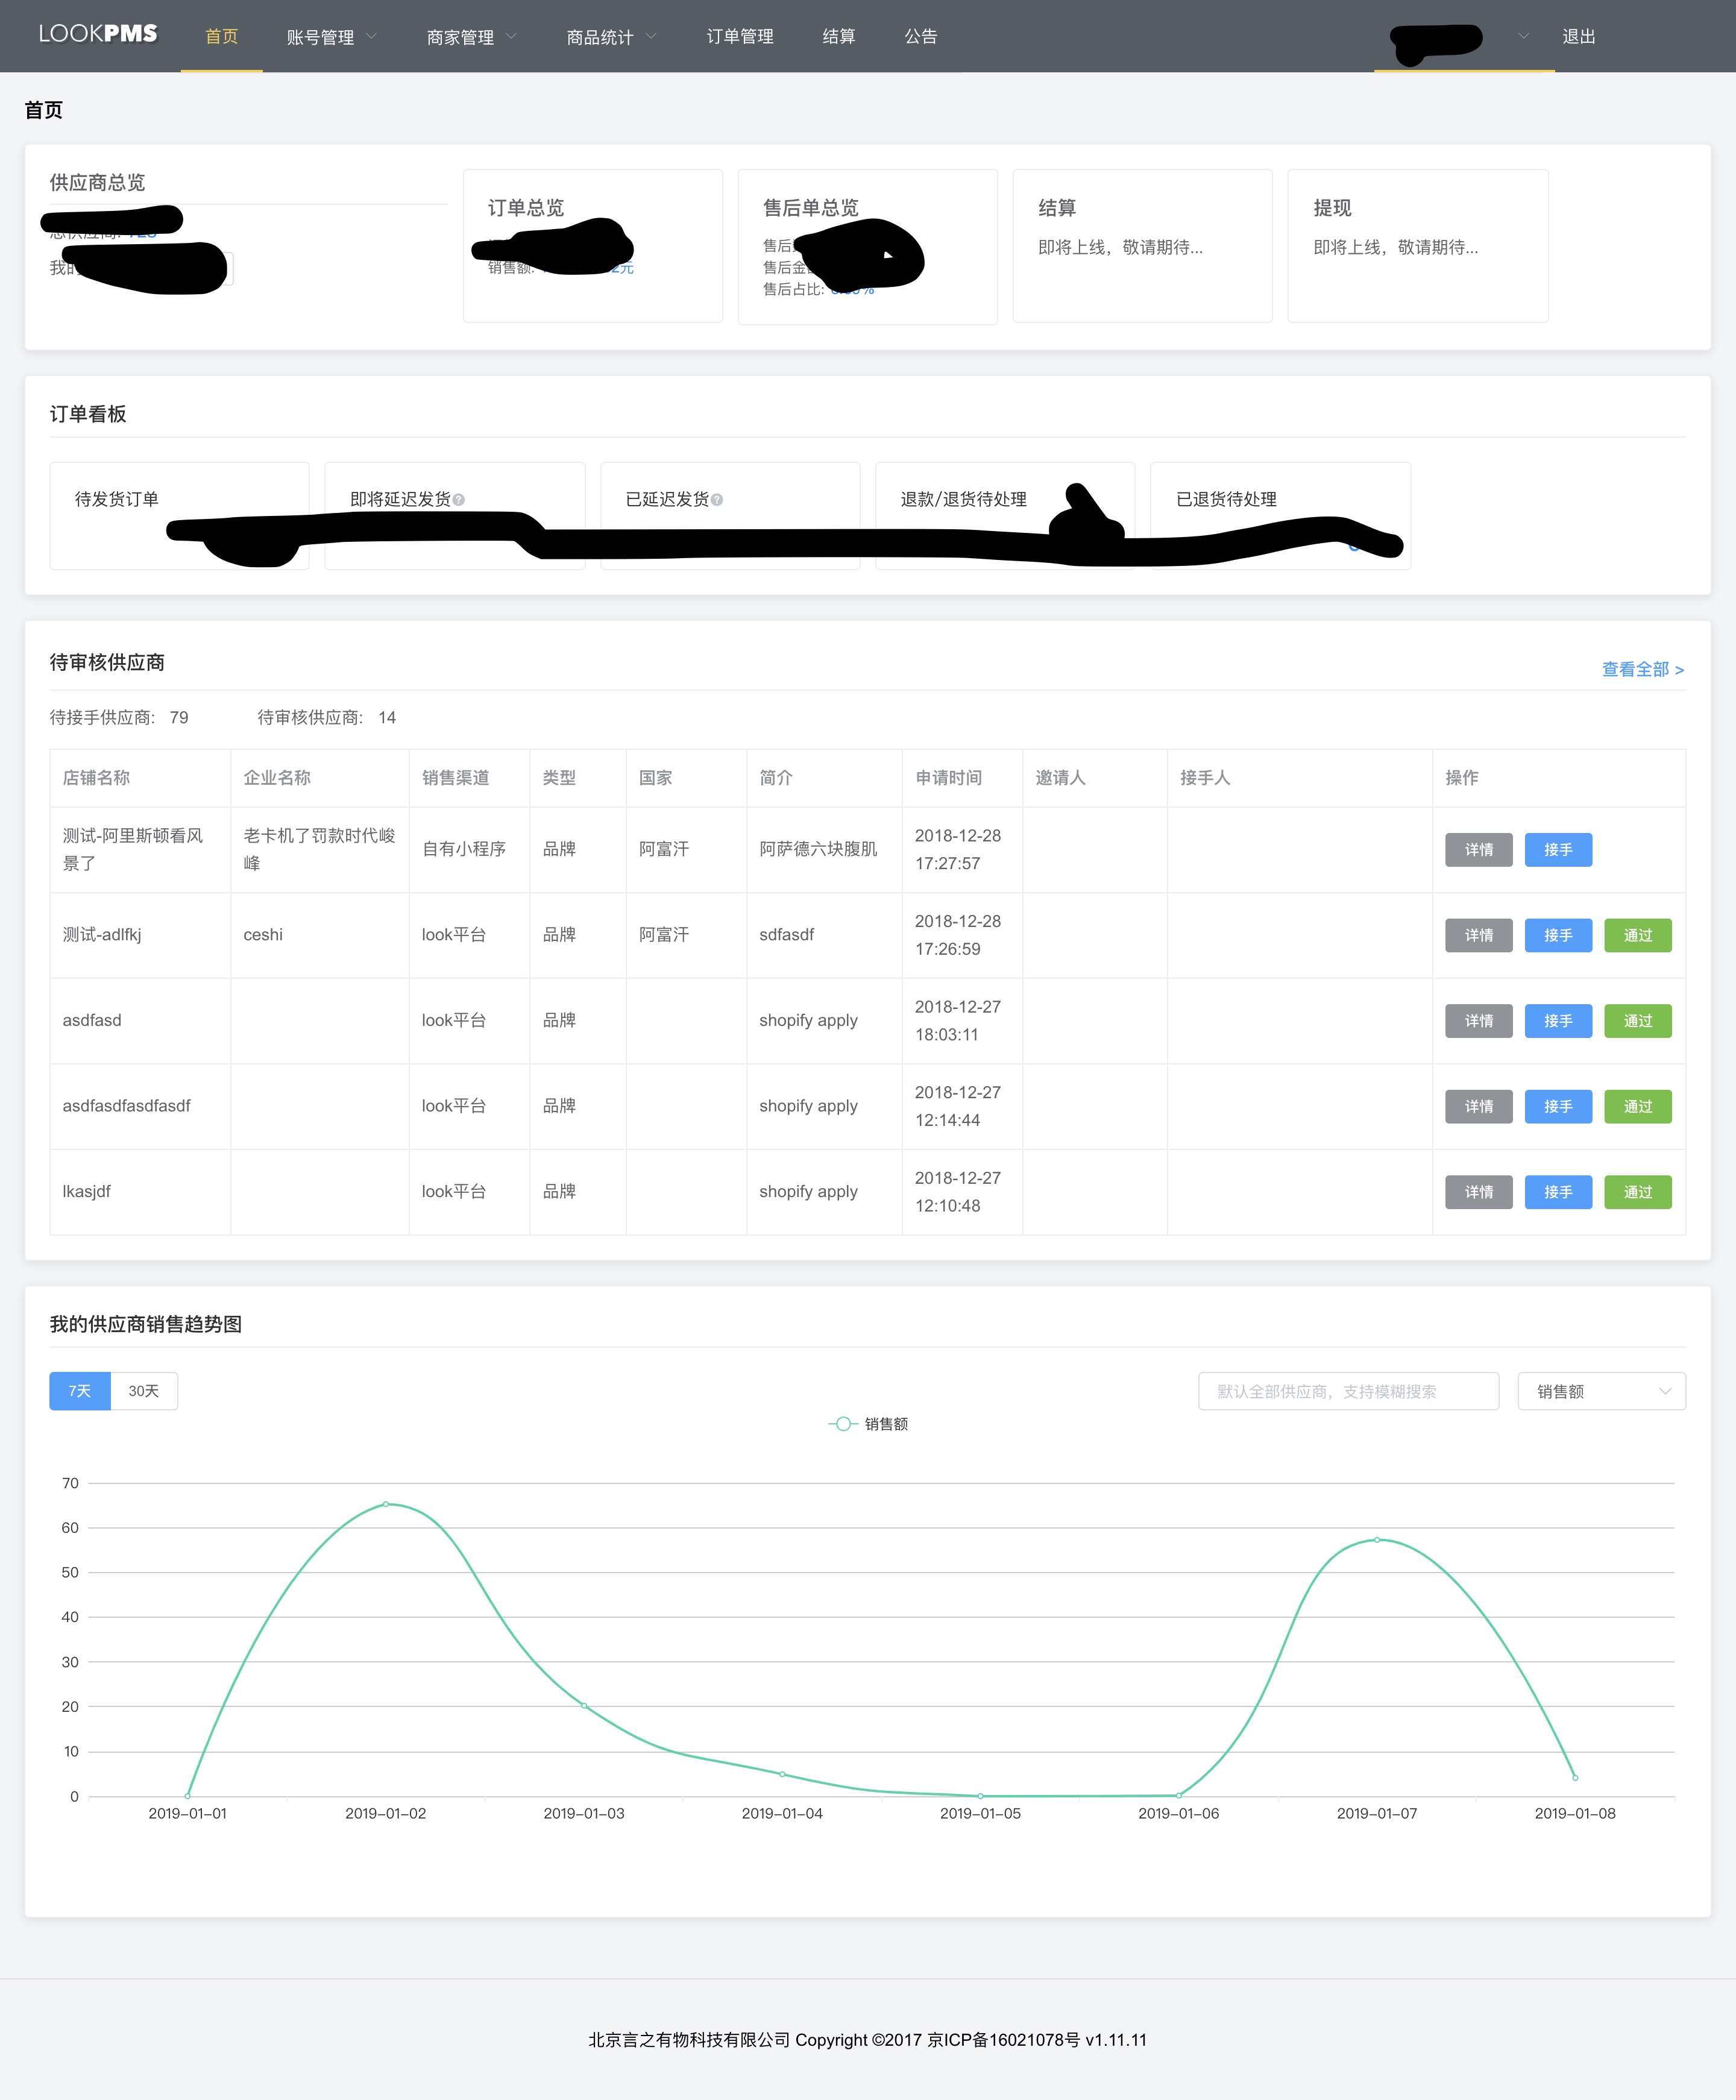 LOOKPMS
首页
账号管理
商家管理
商品统计
订单管理
结算
公告
退出
首页
供应商总览
订单总览
销售额:
元
售后单总览
售后
售后金
售后占比:
结算
即将上线，敬请期待...
提现
即将上线，敬请期待...
订单看板
待发货订单
即将延迟发货
已延迟发货
退款/退货待处理
已退货待处理
待审核供应商
查看全部 >
待接手供应商: 79 待审核供应商: 14
店铺名称 企业名称 销售渠道 类型 国家 简介 申请时间 邀请人 接手人 操作
测试-阿里斯顿看风景了 老卡机了罚款时代峻峰 自有小程序 品牌 阿富汗 阿萨德六块腹肌 2018-12-28 17:27:57 详情 接手
测试-adlfkj ceshi look平台 品牌 阿富汗 sdfasdf 2018-12-28 17:26:59 详情 接手 通过
asdfasd look平台 品牌 shopify apply 2018-12-27 18:03:11 详情 接手 通过
asdfasdfasdfasdf look平台 品牌 shopify apply 2018-12-27 12:14:44 详情 接手 通过
lkasjdf look平台 品牌 shopify apply 2018-12-27 12:10:48 详情 接手 通过
我的供应商销售趋势图
7天 30天
默认全部供应商，支持模糊搜索
销售额
销售额
70
60
50
40
30
20
10
0
2019-01-01 2019-01-02 2019-01-03 2019-01-04 2019-01-05 2019-01-06 2019-01-07 2019-01-08
北京言之有物科技有限公司 Copyright ©2017 京ICP备16021078号 v1.11.11